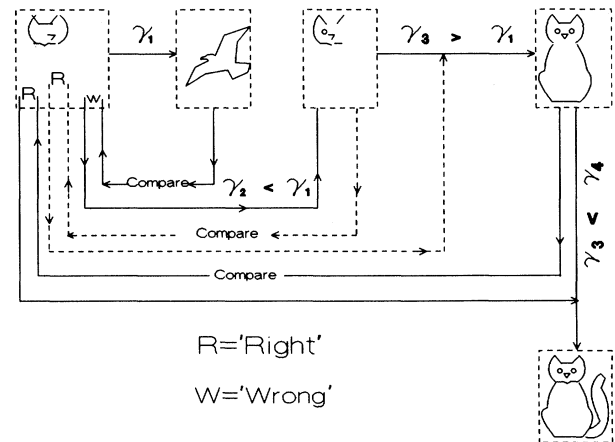 γ₁
γ₃ > γ₁
R
R
w
Compare
γ₂ < γ₁
Compare
Compare
γ₃ < γ₄
R='Right'
W='Wrong'